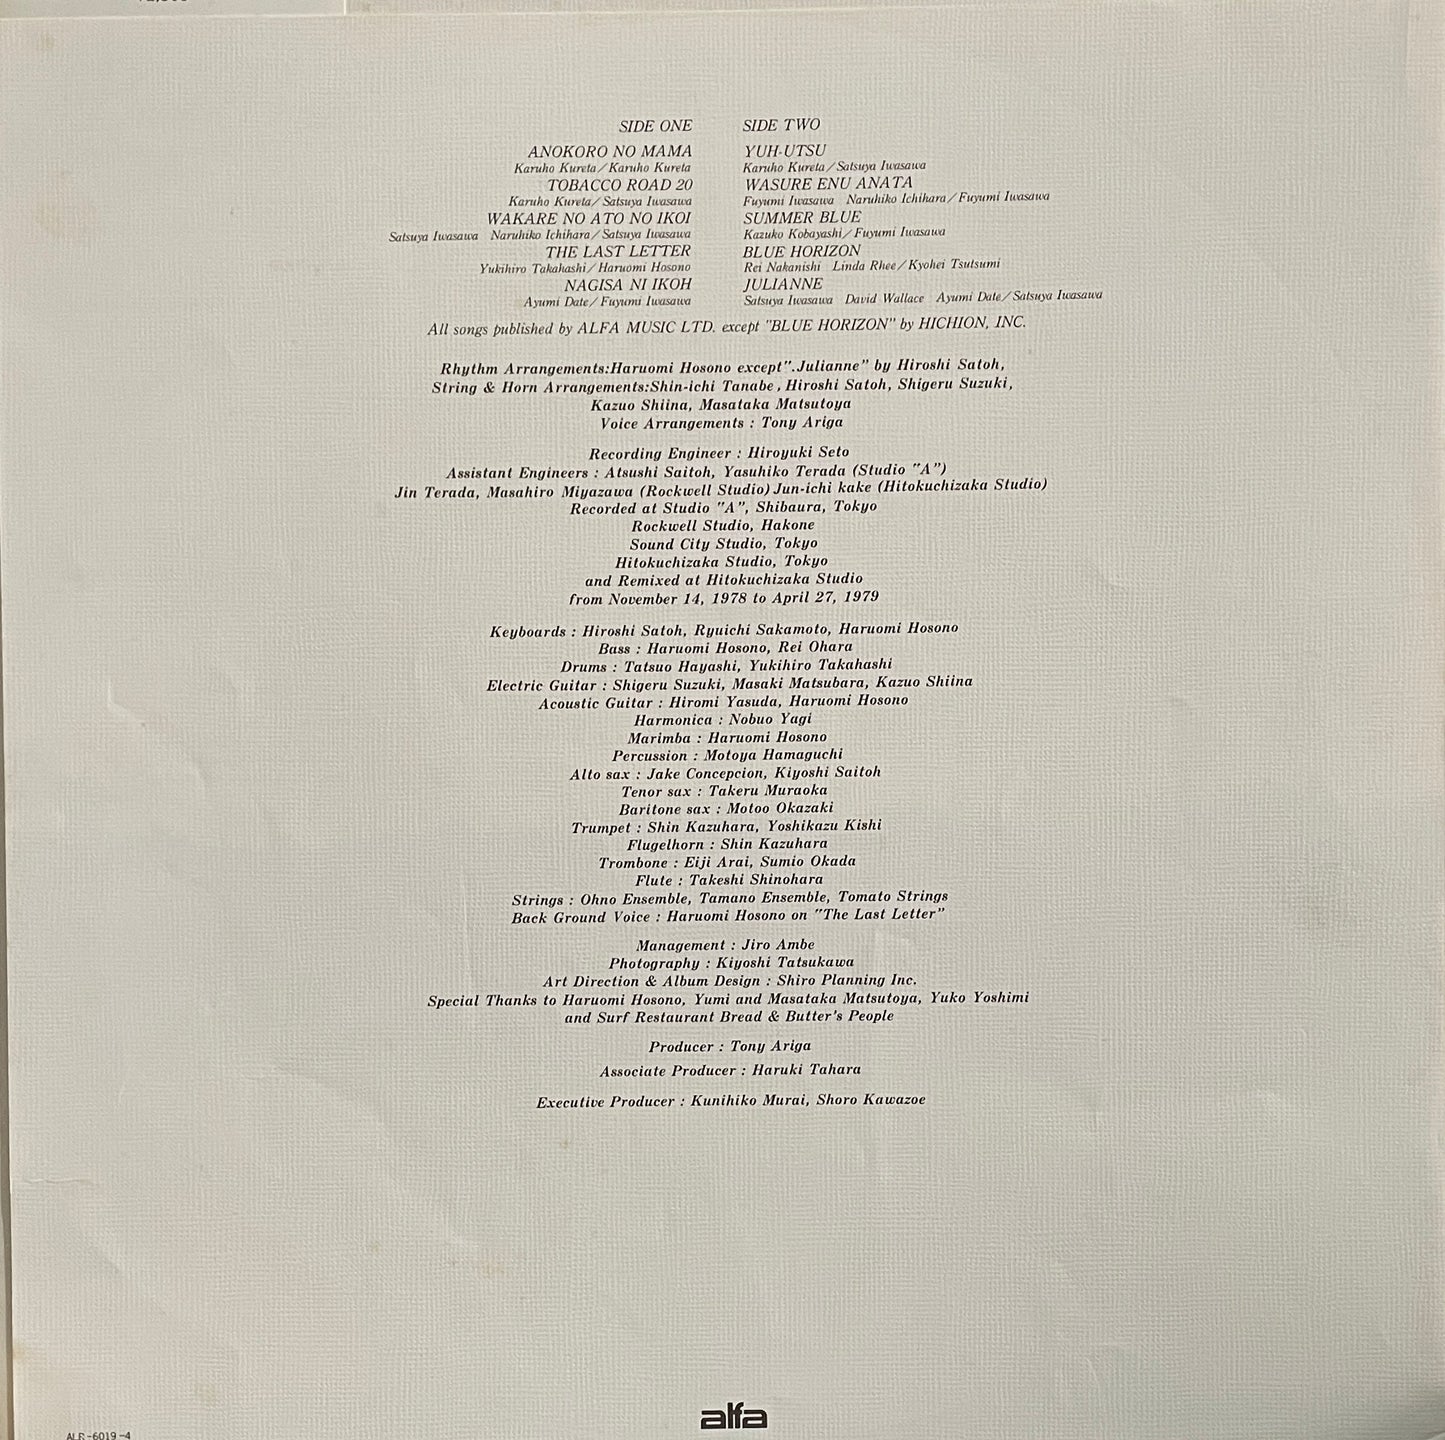 SIDE ONE
ANOKORO NO MAMA
Karuho Kureta/Karuho Kureta
TOBACCO ROAD 20
Karuho Kureta/Satsuya Iwasawa
WAKARE NO ATO NO IKOI
Satsuya Iwasawa Naruhiko Ichihara/Satsuya Iwasawa
THE LAST LETTER
Yukihiro Takahashi/Haruomi Hosono
NAGISA NI IKOH
Ayumi Date/Fuyumi Iwasawa
SIDE TWO
YUH-UTSU
Karuho Kureta/Satsuya Iwasawa
WASURE ENU ANATA
Fuyumi Iwasawa Naruhiko Ichihara/Fuyumi Iwasawa
SUMMER BLUE
Kazuko Kobayashi/Fuyumi Iwasawa
BLUE HORIZON
Rei Nakanishi Linda Rhee/Kyohei Tsutsumi
JULIANNE
Satsuya Iwasawa David Wallace Ayumi Date/Satsuya Iwasawa
All songs published by ALFA MUSIC LTD. except "BLUE HORIZON" by HICHION, INC.
Rhythm Arrangements:Haruomi Hosono except".Julianne" by Hiroshi Satoh,
String & Horn Arrangements:Shin-ichi Tanabe, Hiroshi Satoh, Shigeru Suzuki,
Kazuo Shiina, Masataka Matsutoya
Voice Arrangements : Tony Ariga
Recording Engineer : Hiroyuki Seto
Assistant Engineers : Atsushi Saitoh, Yasuhiko Terada (Studio "A")
Jin Terada, Masahiro Miyazawa (Rockwell Studio) Jun-ichi kake (Hitokuchizaka Studio)
Recorded at Studio "A", Shibaura, Tokyo
Rockwell Studio, Hakone
Sound City Studio, Tokyo
Hitokuchizaka Studio, Tokyo
and Remixed at Hitokuchizaka Studio
from November 14, 1978 to April 27, 1979
Keyboards : Hiroshi Satoh, Ryuichi Sakamoto, Haruomi Hosono
Bass : Haruomi Hosono, Rei Ohara
Drums : Tatsuo Hayashi, Yukihiro Takahashi
Electric Guitar : Shigeru Suzuki, Masaki Matsubara, Kazuo Shiina
Acoustic Guitar : Hiromi Yasuda, Haruomi Hosono
Harmonica : Nobuo Yagi
Marimba : Haruomi Hosono
Percussion : Motoya Hamaguchi
Alto sax : Jake Concepcion, Kiyoshi Saitoh
Tenor sax : Takeru Muraoka
Baritone sax : Motoo Okazaki
Trumpet : Shin Kazuhara, Yoshikazu Kishi
Flugelhorn : Shin Kazuhara
Trombone : Eiji Arai, Sumio Okada
Flute : Takeshi Shinohara
Strings : Ohno Ensemble, Tamano Ensemble, Tomato Strings
Back Ground Voice : Haruomi Hosono on "The Last Letter"
Management : Jiro Ambe
Photography : Kiyoshi Tatsukawa
Art Direction & Album Design : Shiro Planning Inc.
Special Thanks to Haruomi Hosono, Yumi and Masataka Matsutoya, Yuko Yoshimi
and Surf Restaurant Bread & Butter's People
Producer : Tony Ariga
Associate Producer : Haruki Tahara
Executive Producer : Kunihiko Murai, Shoro Kawazoe
alfa
ALR-6019-4